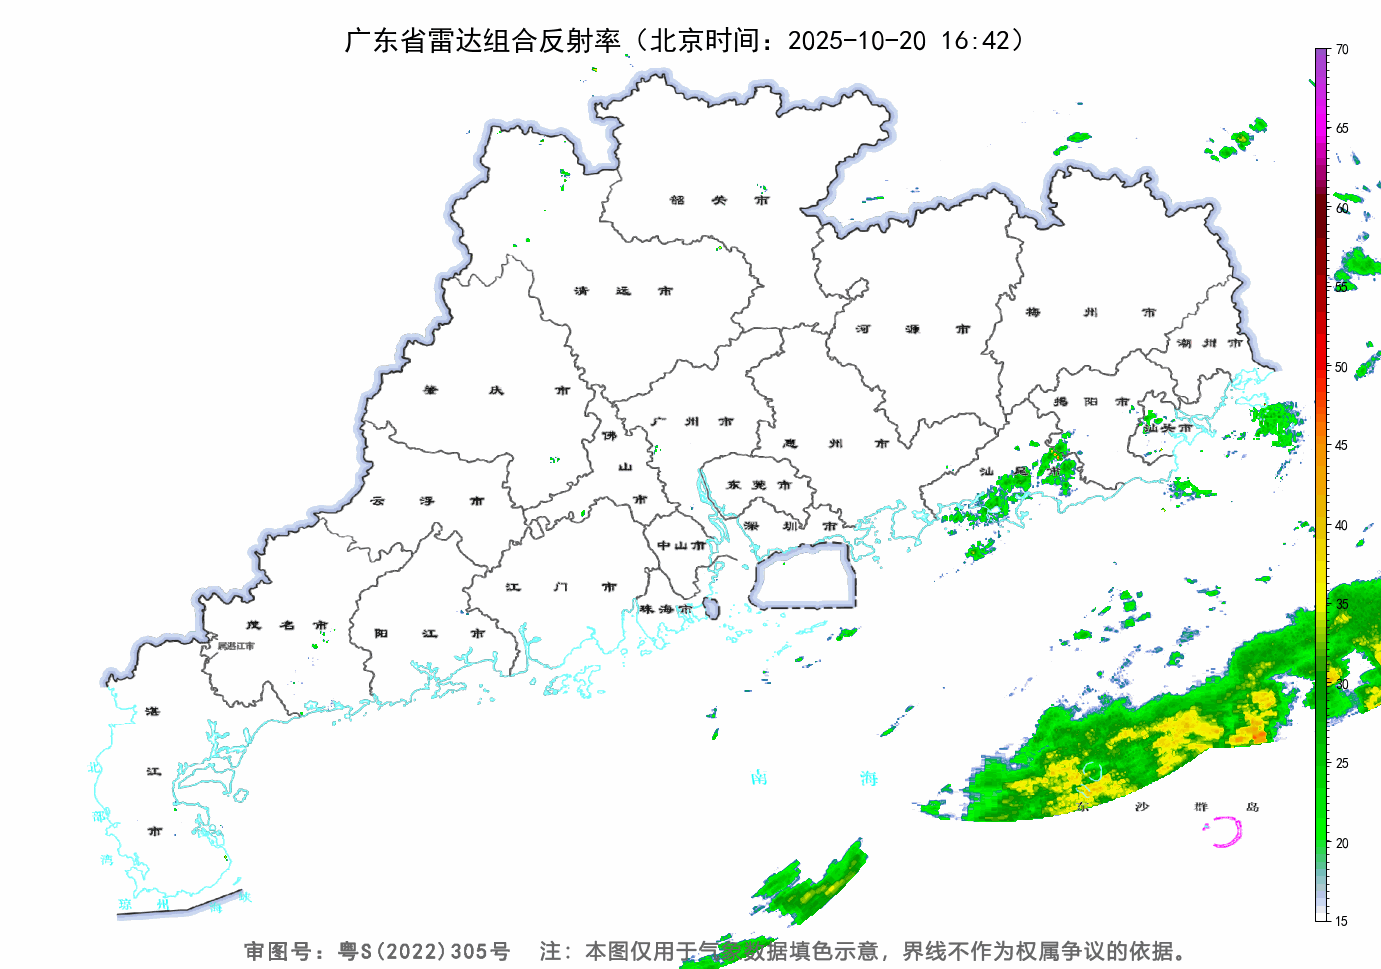 广东省雷达组合反射率（北京时间：2025-10-20 16:42）
70
65
韶关市
60
清远市
55
梅州市
河源市
潮州市
50
肇庆市
揭阳市
广州市
汕头市
佛山市
惠州市
45
汕尾市
东莞市
云浮市
深圳市
40
中山市
江门市
珠海市
35
茂名市
阳江市
属湛江市
30
湛江市
25
南海
北部湾
东沙群岛
20
琼州海峡
15
审图号：粤S(2022)305号 注：本图仅用于气象数据填色示意，界线不作为权属争议的依据。